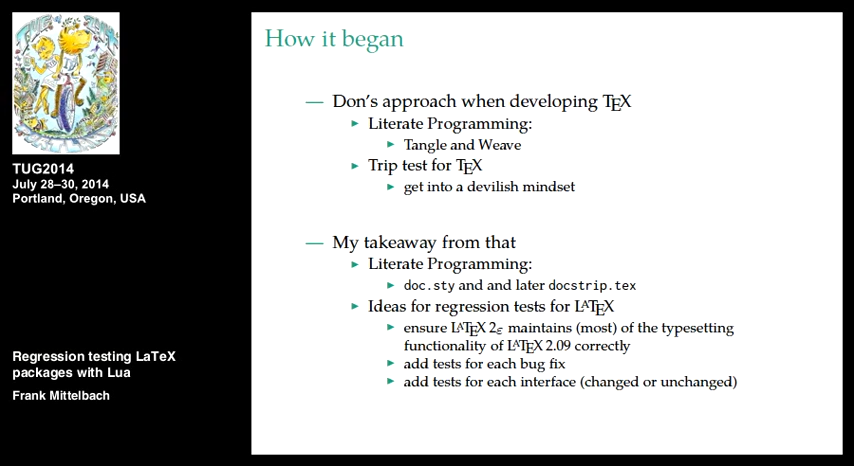 TUG2014
July 28–30, 2014
Portland, Oregon, USA
Regression testing LaTeX
packages with Lua
Frank Mittelbach
How it began
— Don's approach when developing TEX
▸ Literate Programming:
▸ Tangle and Weave
▸ Trip test for TEX
▸ get into a devilish mindset
— My takeaway from that
▸ Literate Programming:
▸ doc.sty and and later docstrip.tex
▸ Ideas for regression tests for LATEX
▸ ensure LATEX 2ε maintains (most) of the typesetting
functionality of LATEX 2.09 correctly
▸ add tests for each bug fix
▸ add tests for each interface (changed or unchanged)